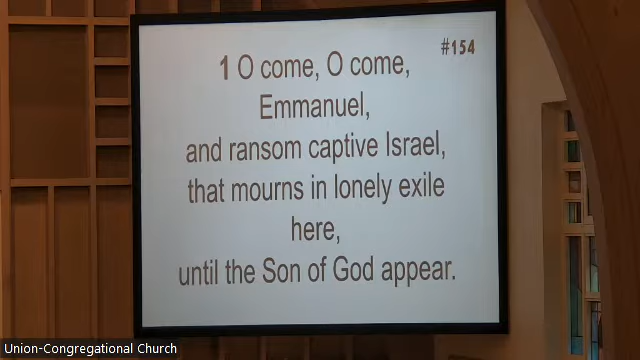 #154
1 O come, O come,
Emmanuel,
and ransom captive Israel,
that mourns in lonely exile
here,
until the Son of God appear.
Union-Congregational Church